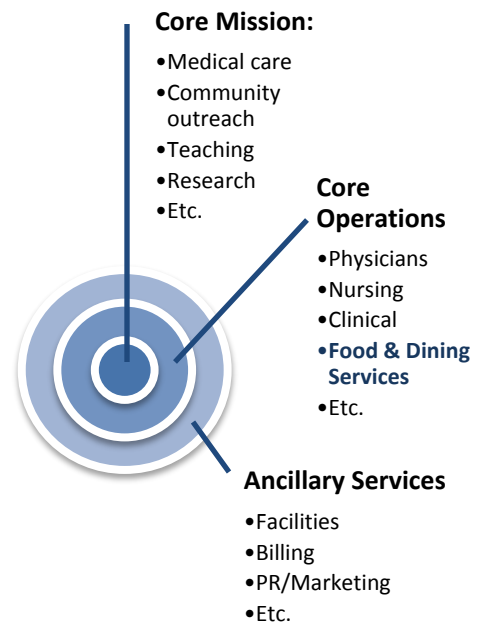 Core Mission:
•Medical care
•Community
outreach
•Teaching
•Research
•Etc.
Core
Operations
•Physicians
•Nursing
•Clinical
•Food & Dining
Services
•Etc.
Ancillary Services
•Facilities
•Billing
•PR/Marketing
•Etc.